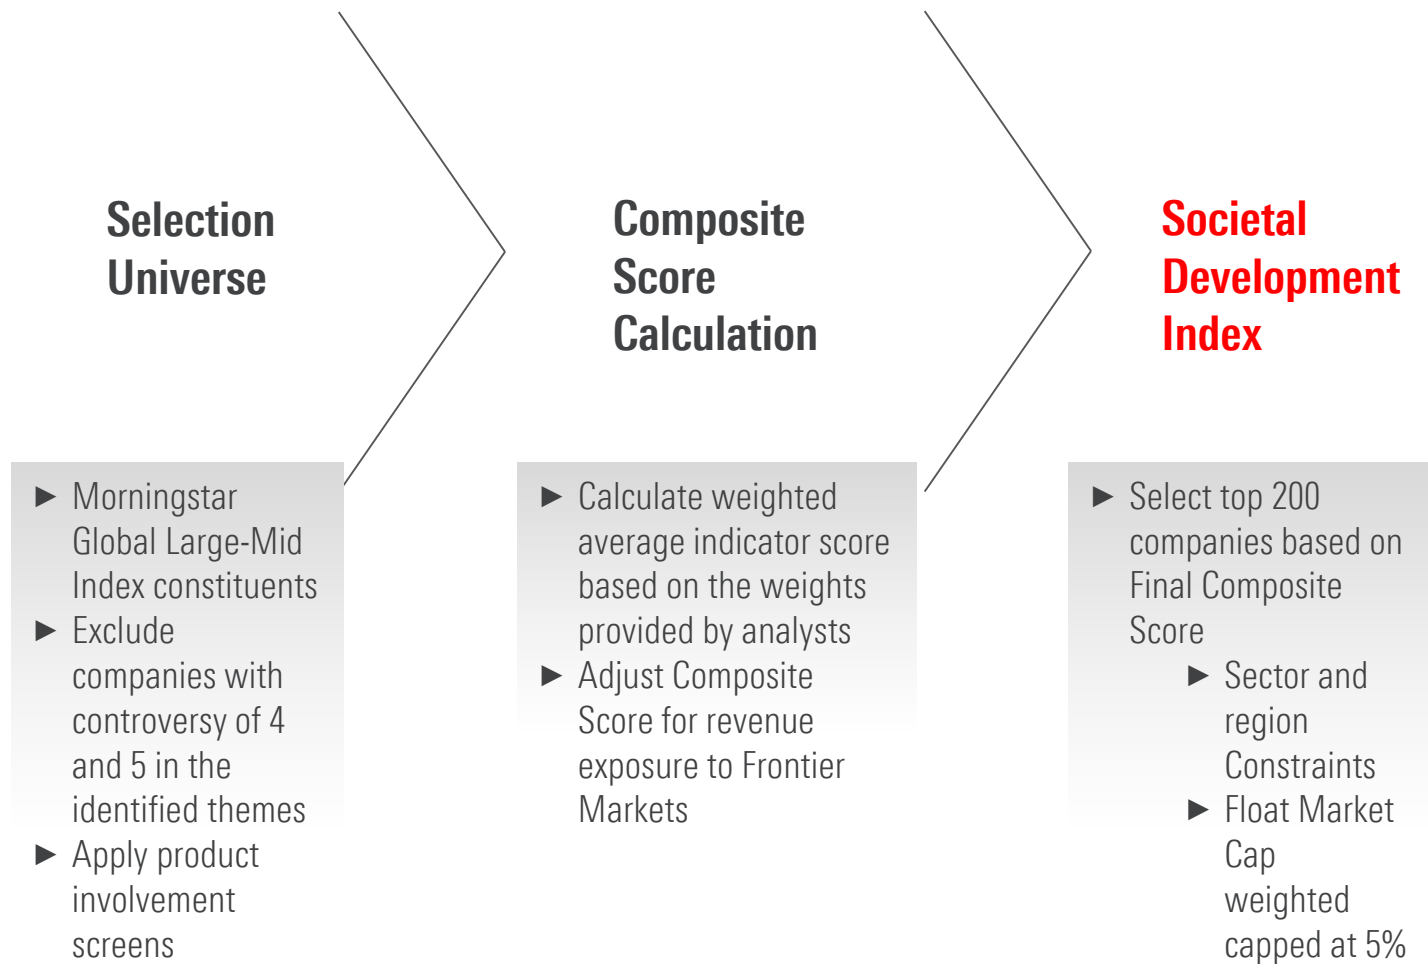 Selection
Universe
Composite
Score
Calculation
Societal
Development
Index
► Morningstar
Global Large-Mid
Index constituents
► Exclude
companies with
controversy of 4
and 5 in the
identified themes
► Apply product
involvement
screens
► Calculate weighted
average indicator score
based on the weights
provided by analysts
► Adjust Composite
Score for revenue
exposure to Frontier
Markets
► Select top 200
companies based on
Final Composite
Score
► Sector and
region
Constraints
► Float Market
Cap
weighted
capped at 5%